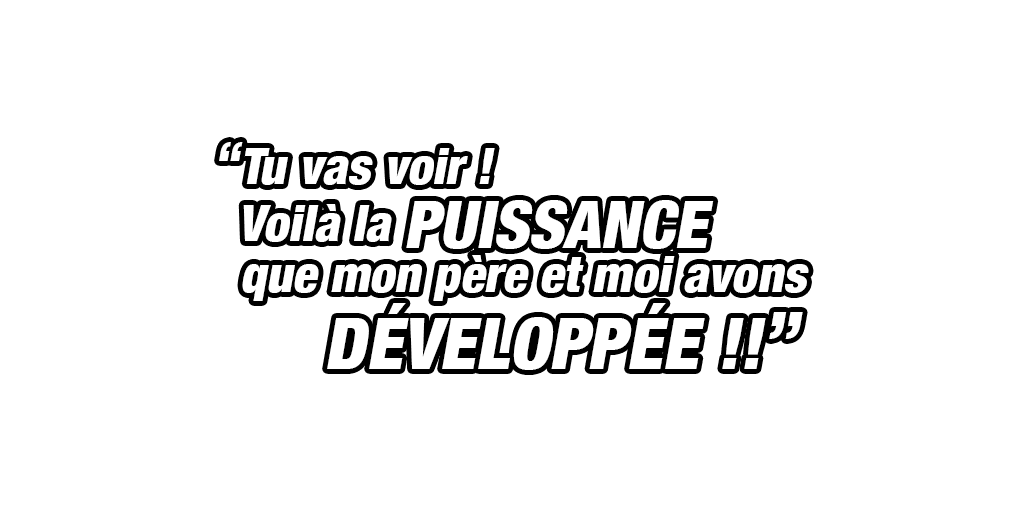 “Tu vas voir !
Voilà la PUISSANCE
que mon père et moi avons
DÉVELOPPÉE !!”